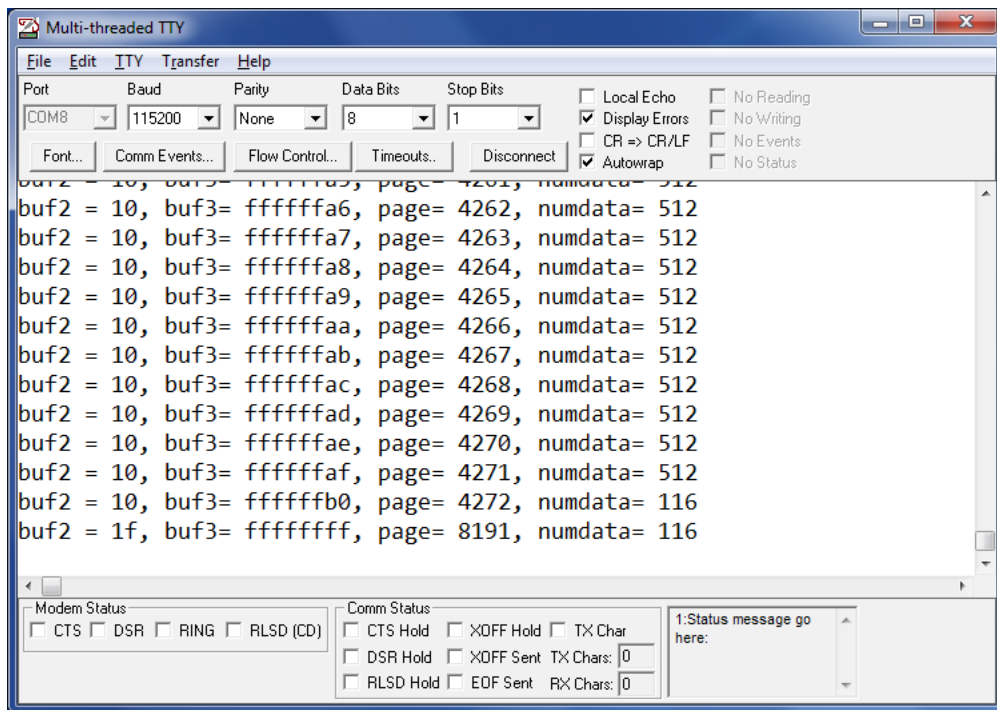 Multi-threaded TTY
File Edit TTY Transfer Help
Port Baud Parity Data Bits Stop Bits
COM8 115200 None 8 1
Local Echo No Reading
Display Errors No Writing
CR => CR/LF No Events
Autowrap No Status
Font... Comm Events... Flow Control... Timeouts.. Disconnect
buf2 = 10, buf3= ffffffa5, page= 4261, numdata= 512
buf2 = 10, buf3= ffffffa6, page= 4262, numdata= 512
buf2 = 10, buf3= ffffffa7, page= 4263, numdata= 512
buf2 = 10, buf3= ffffffa8, page= 4264, numdata= 512
buf2 = 10, buf3= ffffffa9, page= 4265, numdata= 512
buf2 = 10, buf3= ffffffaa, page= 4266, numdata= 512
buf2 = 10, buf3= ffffffab, page= 4267, numdata= 512
buf2 = 10, buf3= ffffffac, page= 4268, numdata= 512
buf2 = 10, buf3= ffffffad, page= 4269, numdata= 512
buf2 = 10, buf3= ffffffae, page= 4270, numdata= 512
buf2 = 10, buf3= ffffffaf, page= 4271, numdata= 512
buf2 = 10, buf3= ffffffb0, page= 4272, numdata= 116
buf2 = 1f, buf3= ffffffff, page= 8191, numdata= 116
Modem Status
CTS DSR RING RLSD (CD)
Comm Status
CTS Hold XOFF Hold TX Char
DSR Hold XOFF Sent TX Chars: 0
RLSD Hold EOF Sent RX Chars: 0
1:Status message go
here: